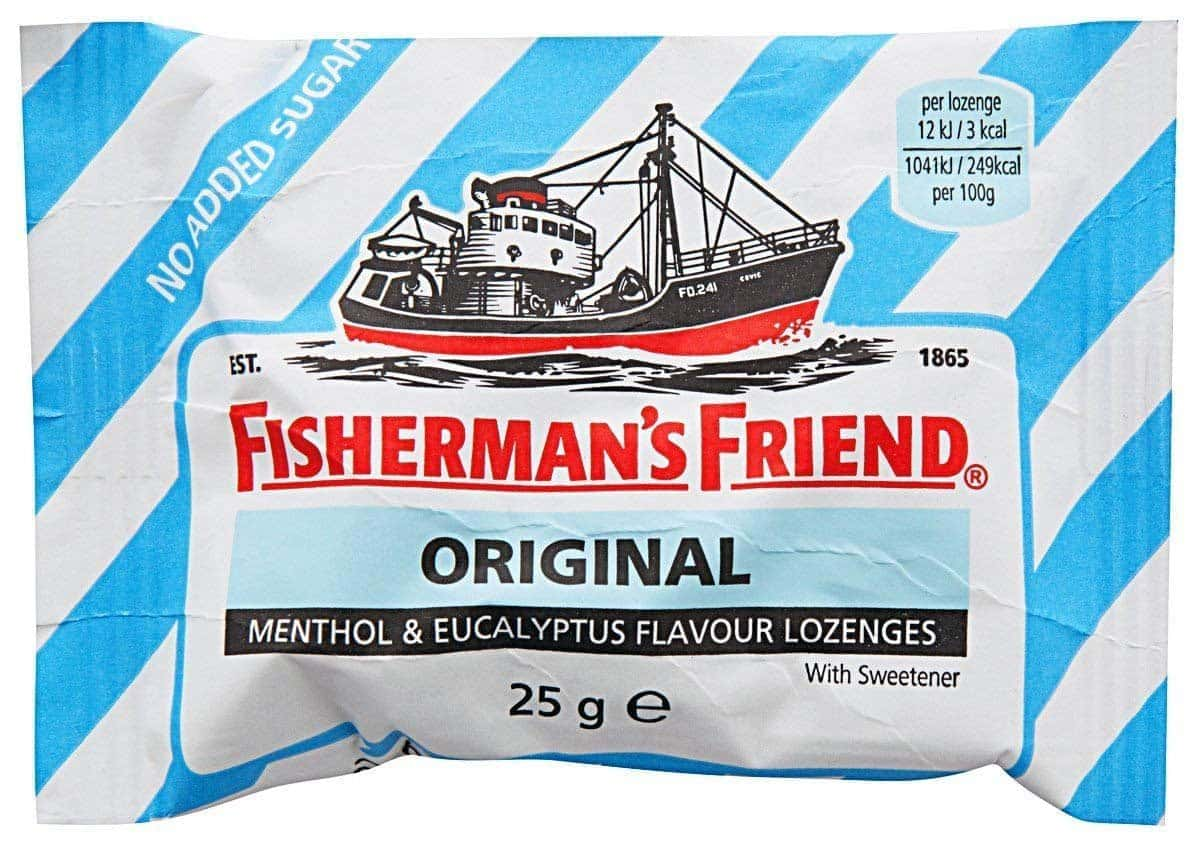 NO ADDED SUGAR
per lozenge
12 kJ / 3 kcal
1041kJ / 249kcal
per 100g
CEVIC
FD.241
EST.
1865
FISHERMAN'S FRIEND®
ORIGINAL
MENTHOL & EUCALYPTUS FLAVOUR LOZENGES
With Sweetener
25 g ℮